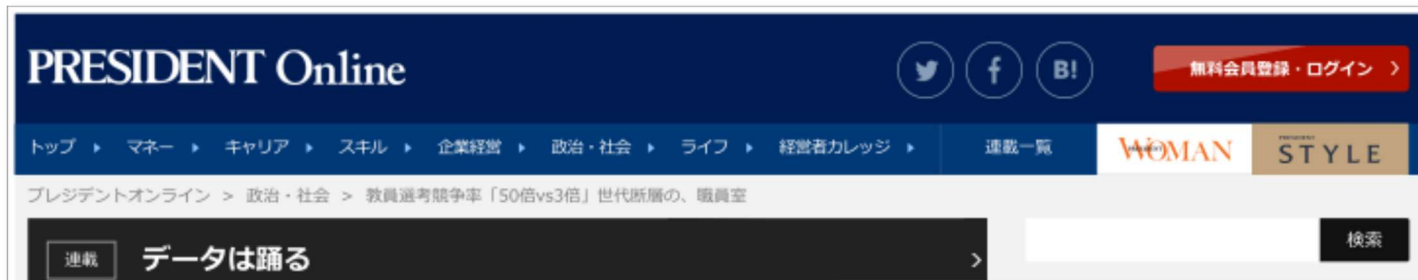 PRESIDENT Online
B! 無料会員登録・ログイン
トップ マネー キャリア スキル 企業経営 政治・社会 ライフ 経営者カレッジ 連載一覧 PRESIDENT WOMAN PRESIDENT STYLE
プレジデントオンライン > 政治・社会 > 教員選考競争率「50倍vs3倍」世代断層の、職員室
連載 データは踊る 検索